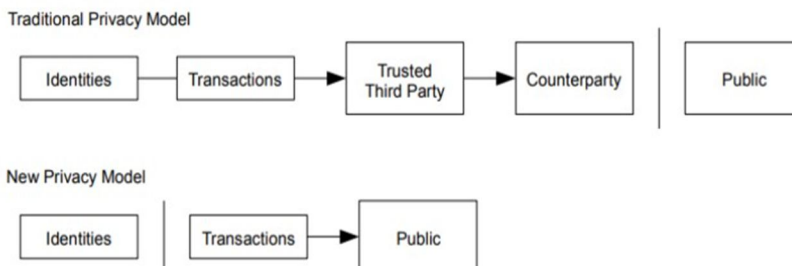 Traditional Privacy Model
Identities
Transactions
Trusted
Third Party
Counterparty
Public
New Privacy Model
Identities
Transactions
Public